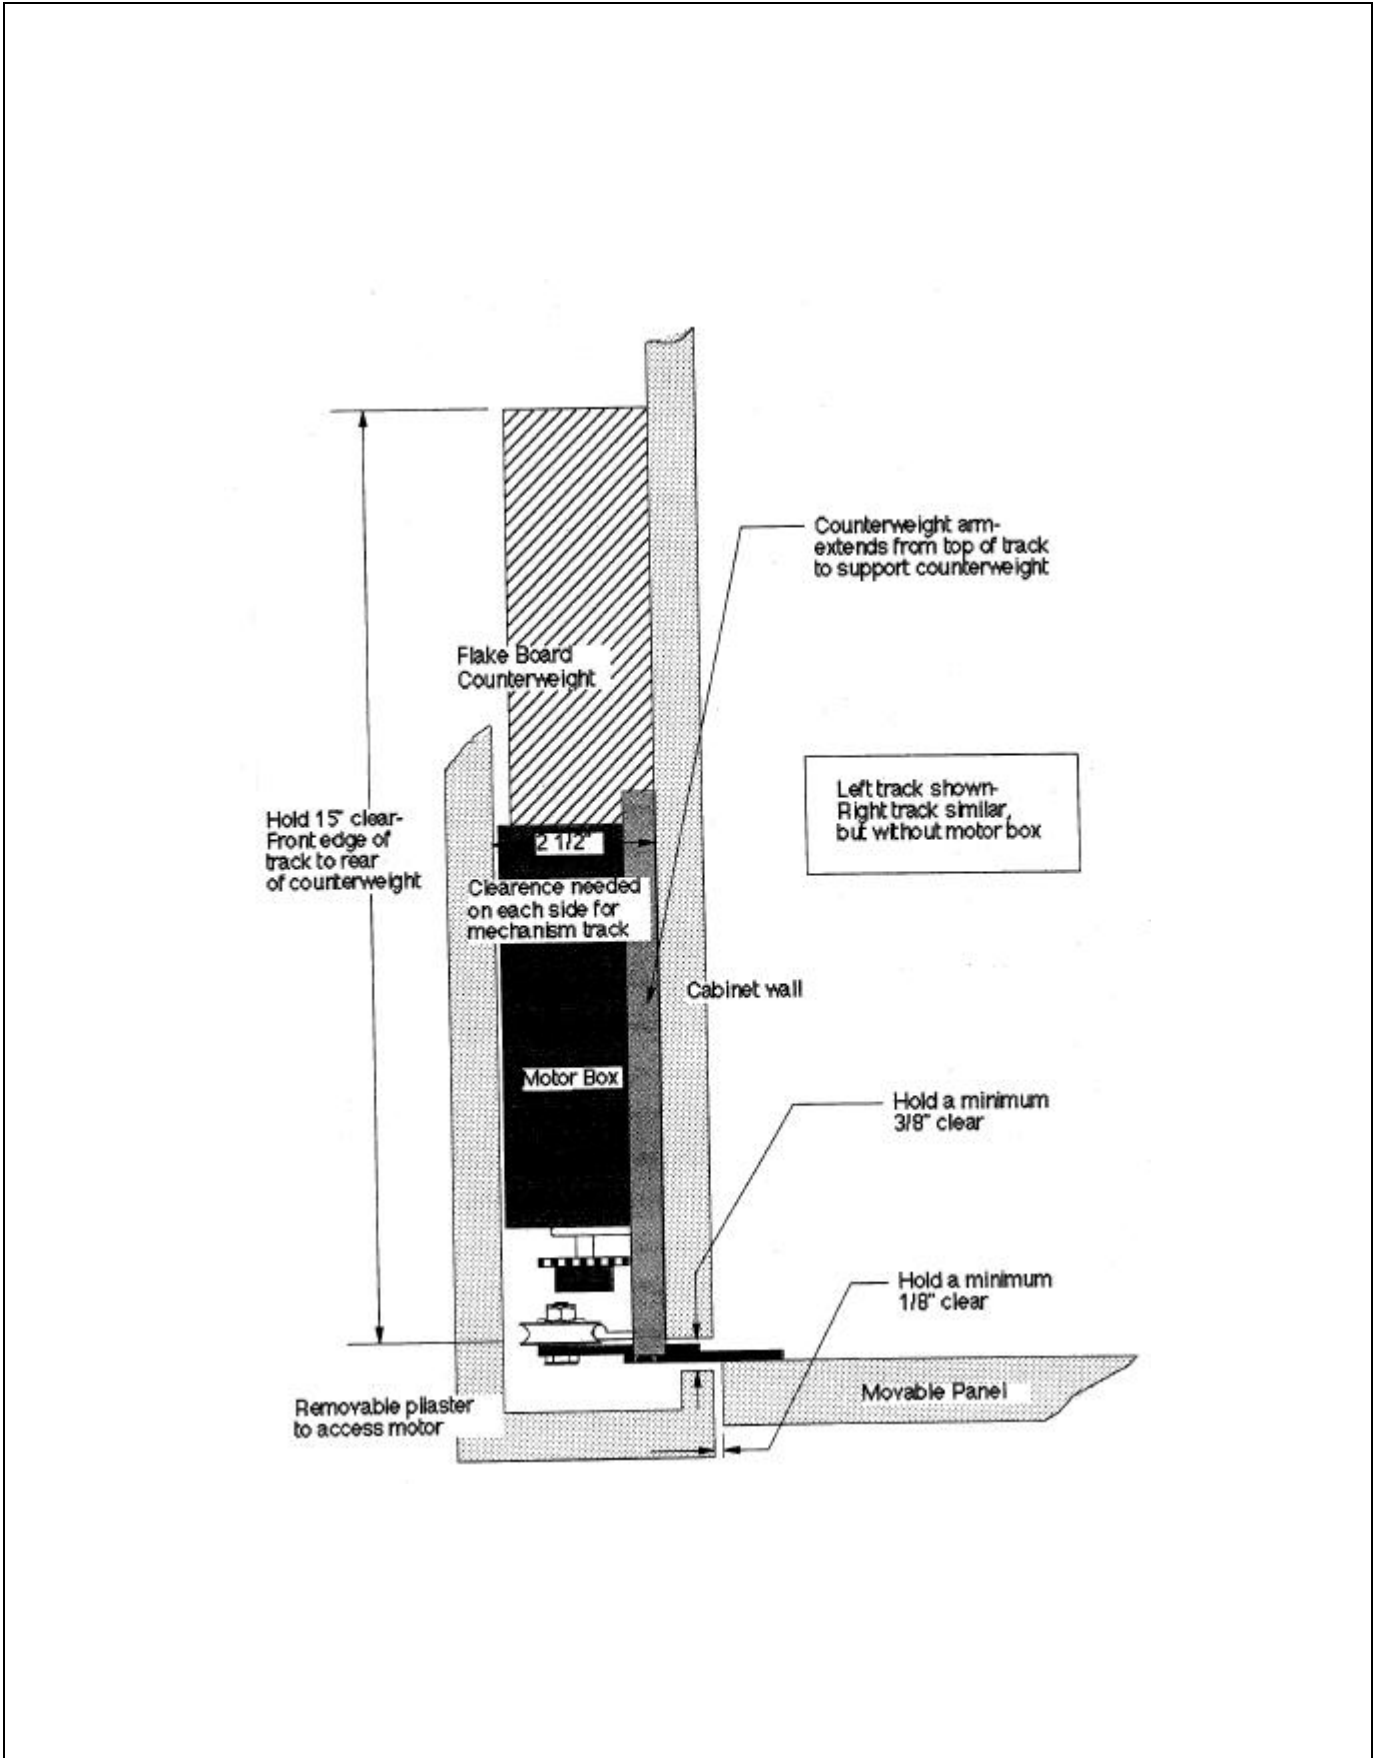 Counterweight arm-
extends from top of track
to support counterweight
Flake Board
Counterweight
Left track shown-
Right track similar,
but without motor box
Hold 15" clear-
Front edge of
track to rear
of counterweight
2 1/2"
Clearence needed
on each side for
mechanism track
Cabinet wall
Motor Box
Hold a minimum
3/8" clear
Hold a minimum
1/8" clear
Movable Panel
Removable pilaster
to access motor